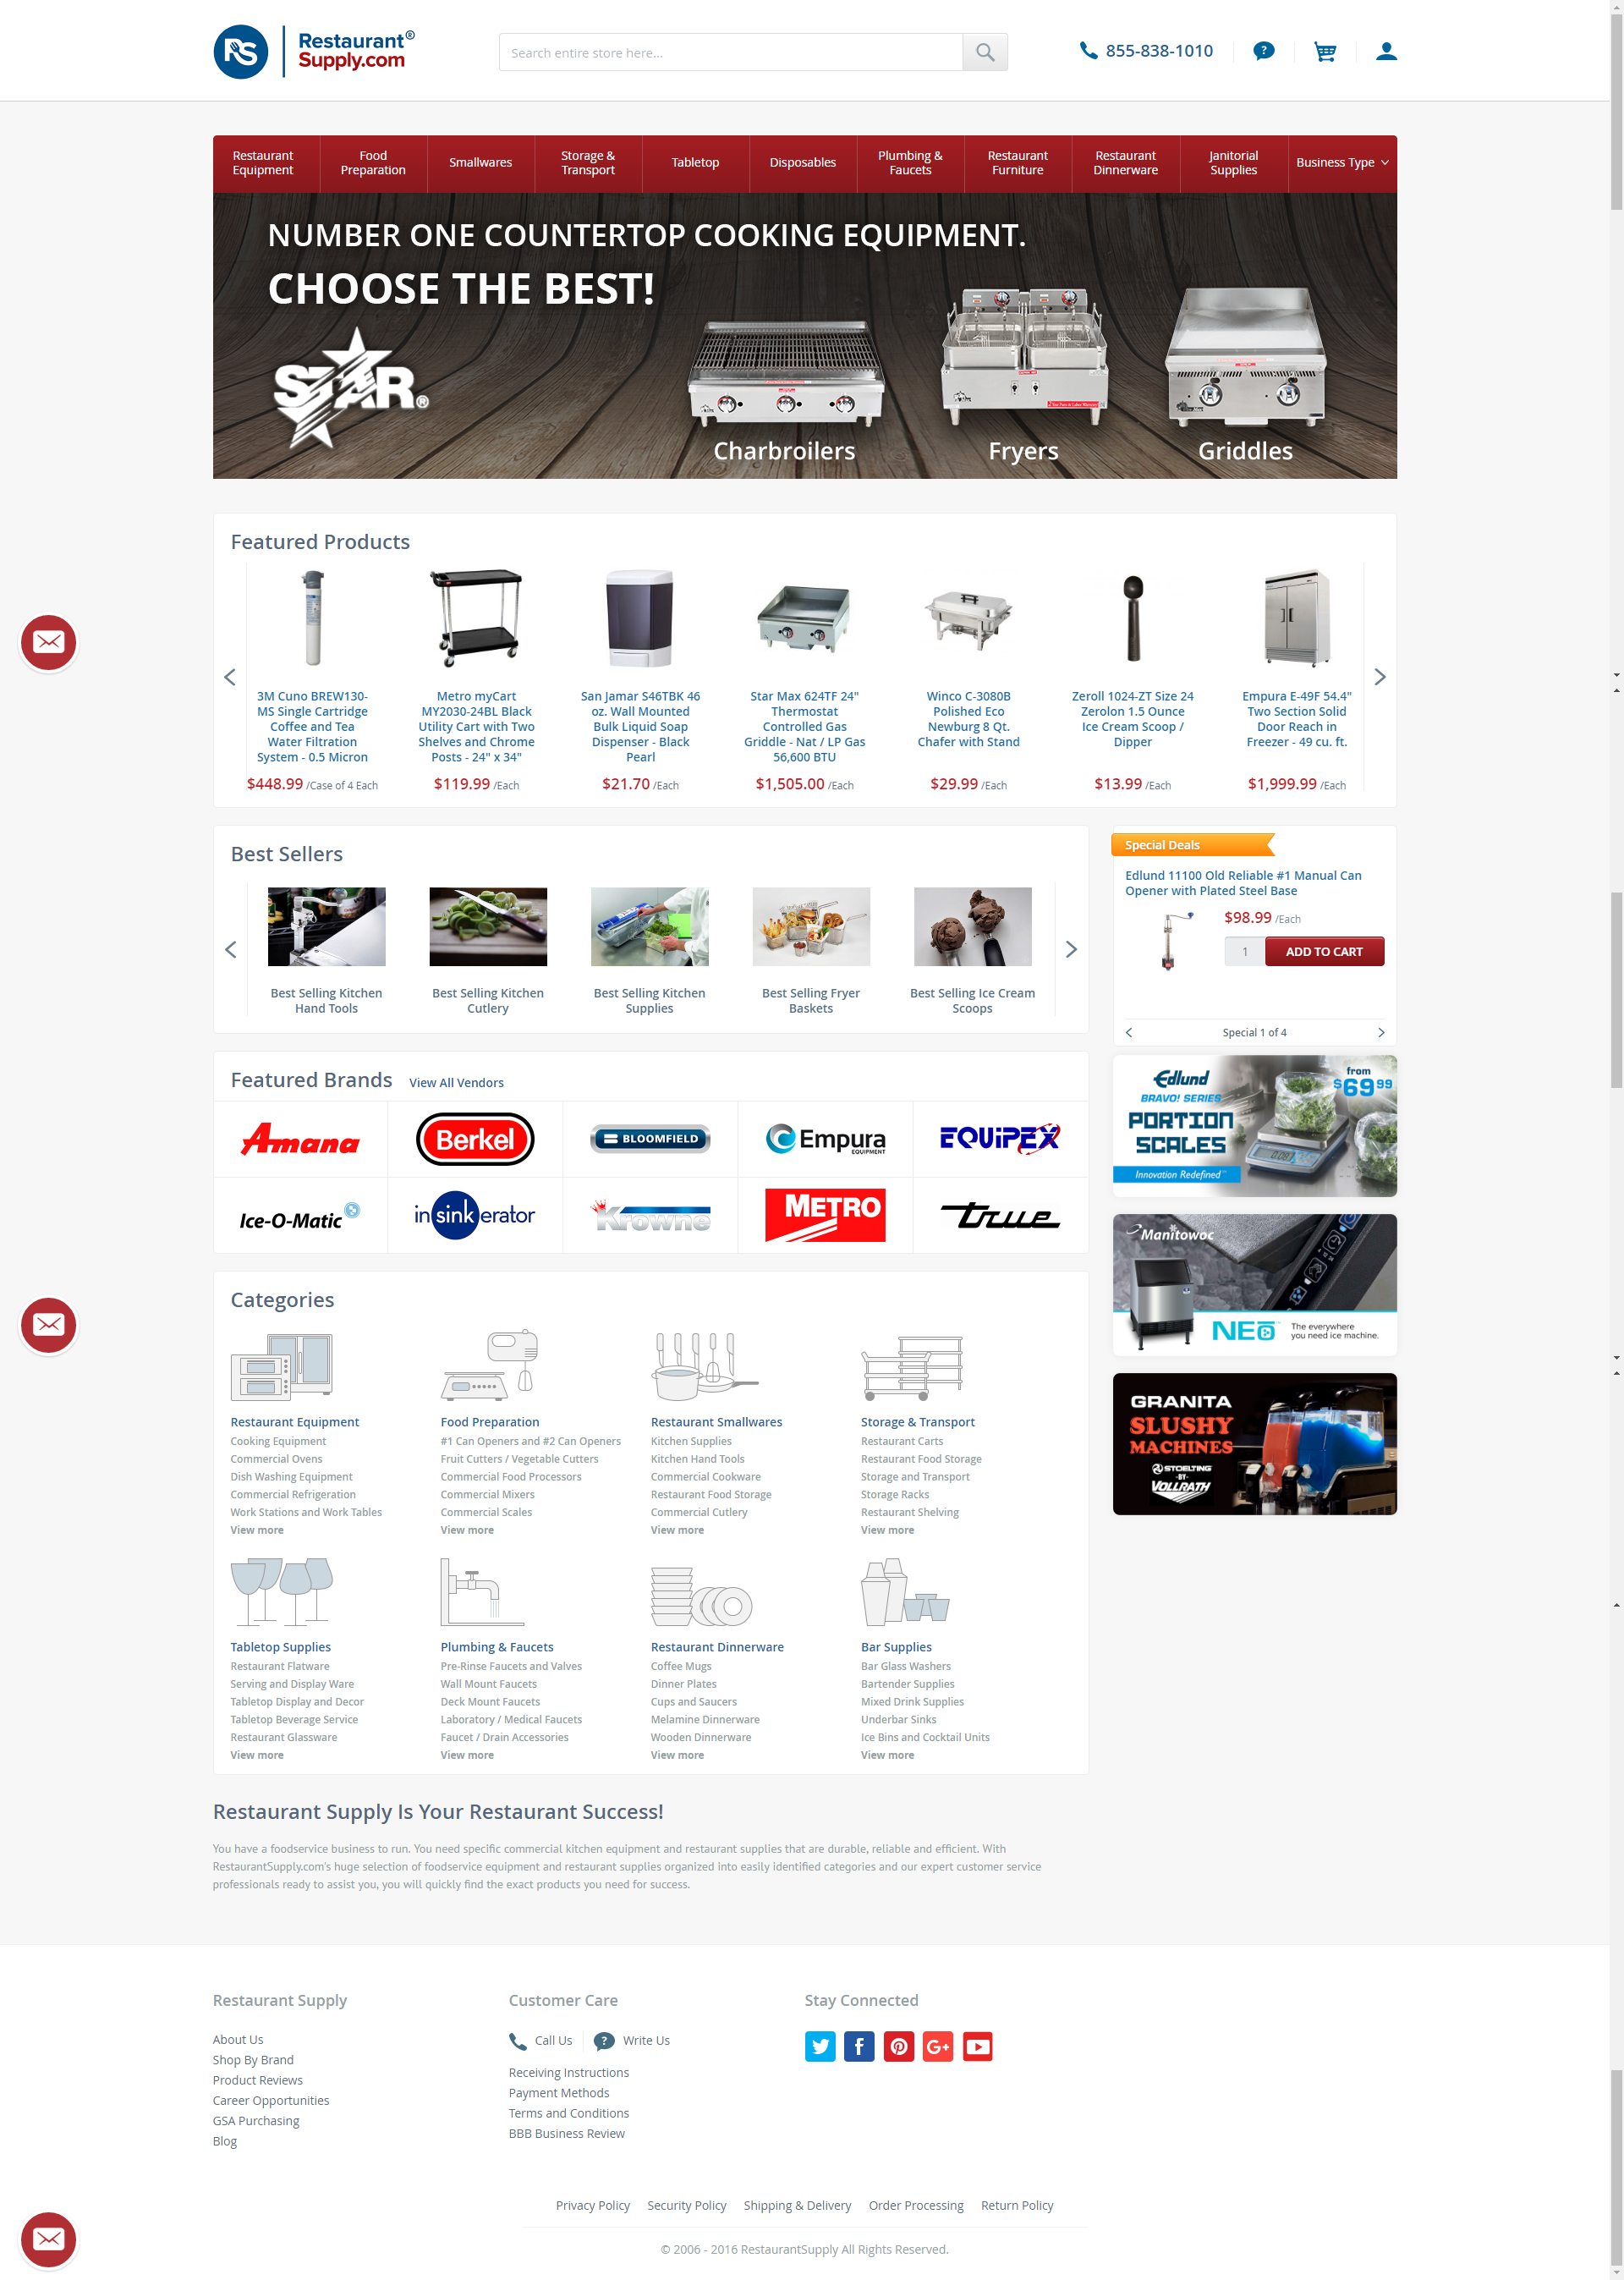 RS
Restaurant®
Supply.com
Search entire store here...
855-838-1010
?
Restaurant
Equipment
Food
Preparation
Smallwares
Storage &
Transport
Tabletop
Disposables
Plumbing &
Faucets
Restaurant
Furniture
Restaurant
Dinnerware
Janitorial
Supplies
Business Type
NUMBER ONE COUNTERTOP COOKING EQUIPMENT.
CHOOSE THE BEST!
STAR®
Charbroilers
Fryers
Griddles
Featured Products
3M Cuno BREW130-
MS Single Cartridge
Coffee and Tea
Water Filtration
System - 0.5 Micron
$448.99 /Case of 4 Each
Metro myCart
MY2030-24BL Black
Utility Cart with Two
Shelves and Chrome
Posts - 24" x 34"
$119.99 /Each
San Jamar S46TBK 46
oz. Wall Mounted
Bulk Liquid Soap
Dispenser - Black
Pearl
$21.70 /Each
Star Max 624TF 24"
Thermostat
Controlled Gas
Griddle - Nat / LP Gas
56,600 BTU
$1,505.00 /Each
Winco C-3080B
Polished Eco
Newburg 8 Qt.
Chafer with Stand
$29.99 /Each
Zeroll 1024-ZT Size 24
Zerolon 1.5 Ounce
Ice Cream Scoop /
Dipper
$13.99 /Each
Empura E-49F 54.4"
Two Section Solid
Door Reach in
Freezer - 49 cu. ft.
$1,999.99 /Each
Best Sellers
Best Selling Kitchen
Hand Tools
Best Selling Kitchen
Cutlery
Best Selling Kitchen
Supplies
Best Selling Fryer
Baskets
Best Selling Ice Cream
Scoops
Special Deals
Edlund 11100 Old Reliable #1 Manual Can
Opener with Plated Steel Base
$98.99 /Each
1
ADD TO CART
Special 1 of 4
Featured Brands
View All Vendors
Amana
Berkel
BLOOMFIELD
Empura
EQUIPMENT
EQUIPEX
Ice-O-Matic
insinkerator
Krowne
METRO
true
Edlund
BRAVO! SERIES
PORTION
SCALES
Innovation Redefined™
from
$69 99
Manitowoc
NEO
The everywhere
you need ice machine.
GRANITA
SLUSHY
MACHINES
STOELTING
-BY-
VOLLRATH
Categories
Restaurant Equipment
Cooking Equipment
Commercial Ovens
Dish Washing Equipment
Commercial Refrigeration
Work Stations and Work Tables
View more
Food Preparation
#1 Can Openers and #2 Can Openers
Fruit Cutters / Vegetable Cutters
Commercial Food Processors
Commercial Mixers
Commercial Scales
View more
Restaurant Smallwares
Kitchen Supplies
Kitchen Hand Tools
Commercial Cookware
Restaurant Food Storage
Commercial Cutlery
View more
Storage & Transport
Restaurant Carts
Restaurant Food Storage
Storage and Transport
Storage Racks
Restaurant Shelving
View more
Tabletop Supplies
Restaurant Flatware
Serving and Display Ware
Tabletop Display and Decor
Tabletop Beverage Service
Restaurant Glassware
View more
Plumbing & Faucets
Pre-Rinse Faucets and Valves
Wall Mount Faucets
Deck Mount Faucets
Laboratory / Medical Faucets
Faucet / Drain Accessories
View more
Restaurant Dinnerware
Coffee Mugs
Dinner Plates
Cups and Saucers
Melamine Dinnerware
Wooden Dinnerware
View more
Bar Supplies
Bar Glass Washers
Bartender Supplies
Mixed Drink Supplies
Underbar Sinks
Ice Bins and Cocktail Units
View more
Restaurant Supply Is Your Restaurant Success!
You have a foodservice business to run. You need specific commercial kitchen equipment and restaurant supplies that are durable, reliable and efficient. With
RestaurantSupply.com's huge selection of foodservice equipment and restaurant supplies organized into easily identified categories and our expert customer service
professionals ready to assist you, you will quickly find the exact products you need for success.
Restaurant Supply
About Us
Shop By Brand
Product Reviews
Career Opportunities
GSA Purchasing
Blog
Customer Care
Call Us
? Write Us
Receiving Instructions
Payment Methods
Terms and Conditions
BBB Business Review
Stay Connected
Privacy Policy
Security Policy
Shipping & Delivery
Order Processing
Return Policy
© 2006 - 2016 RestaurantSupply All Rights Reserved.